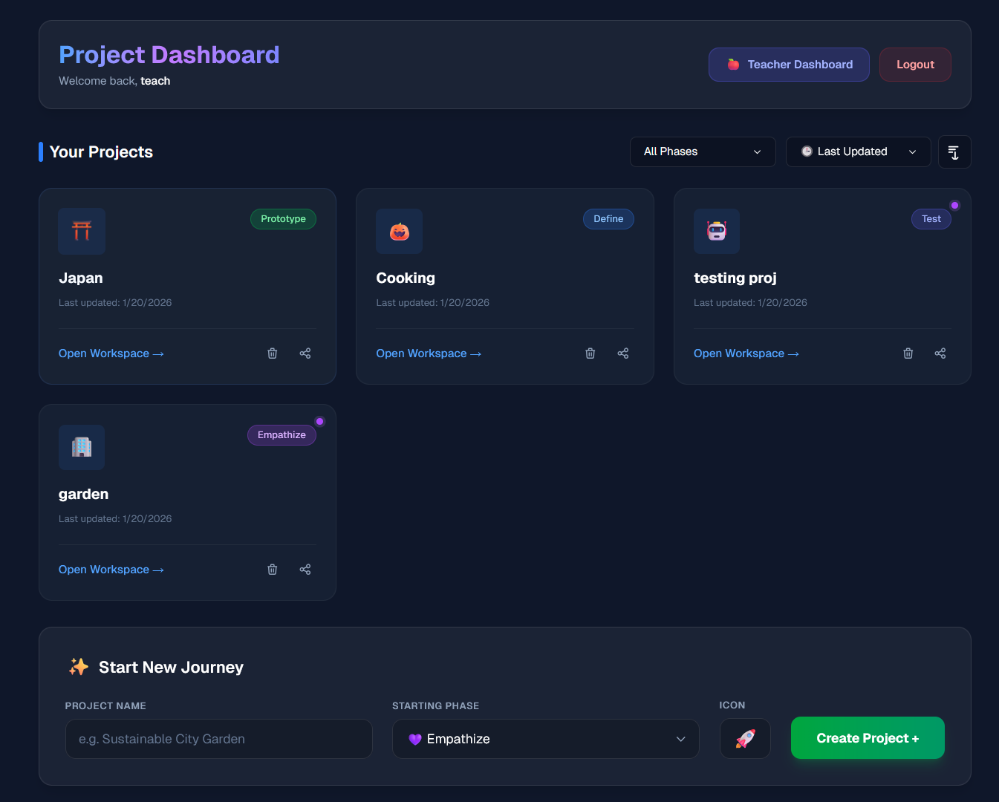 Project Dashboard
Welcome back, teach
Teacher Dashboard
Logout
Your Projects
All Phases
Last Updated
Prototype
Japan
Last updated: 1/20/2026
Open Workspace →
Define
Cooking
Last updated: 1/20/2026
Open Workspace →
Test
testing proj
Last updated: 1/20/2026
Open Workspace →
Empathize
garden
Last updated: 1/20/2026
Open Workspace →
Start New Journey
PROJECT NAME
e.g. Sustainable City Garden
STARTING PHASE
Empathize
ICON
Create Project +